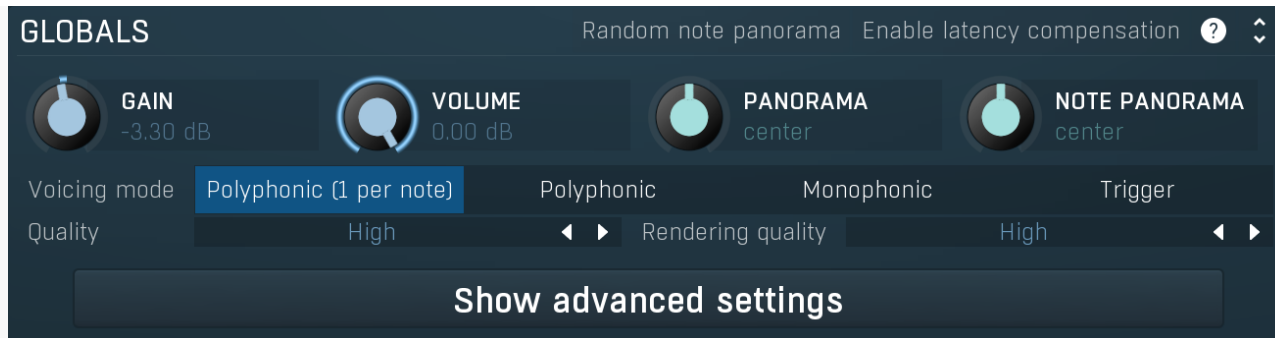 GLOBALS Random note panorama Enable latency compensation ?
GAIN VOLUME PANORAMA NOTE PANORAMA
-3.30 dB 0.00 dB center center
Voicing mode Polyphonic (1 per note) Polyphonic Monophonic Trigger
Quality High Rendering quality High
Show advanced settings